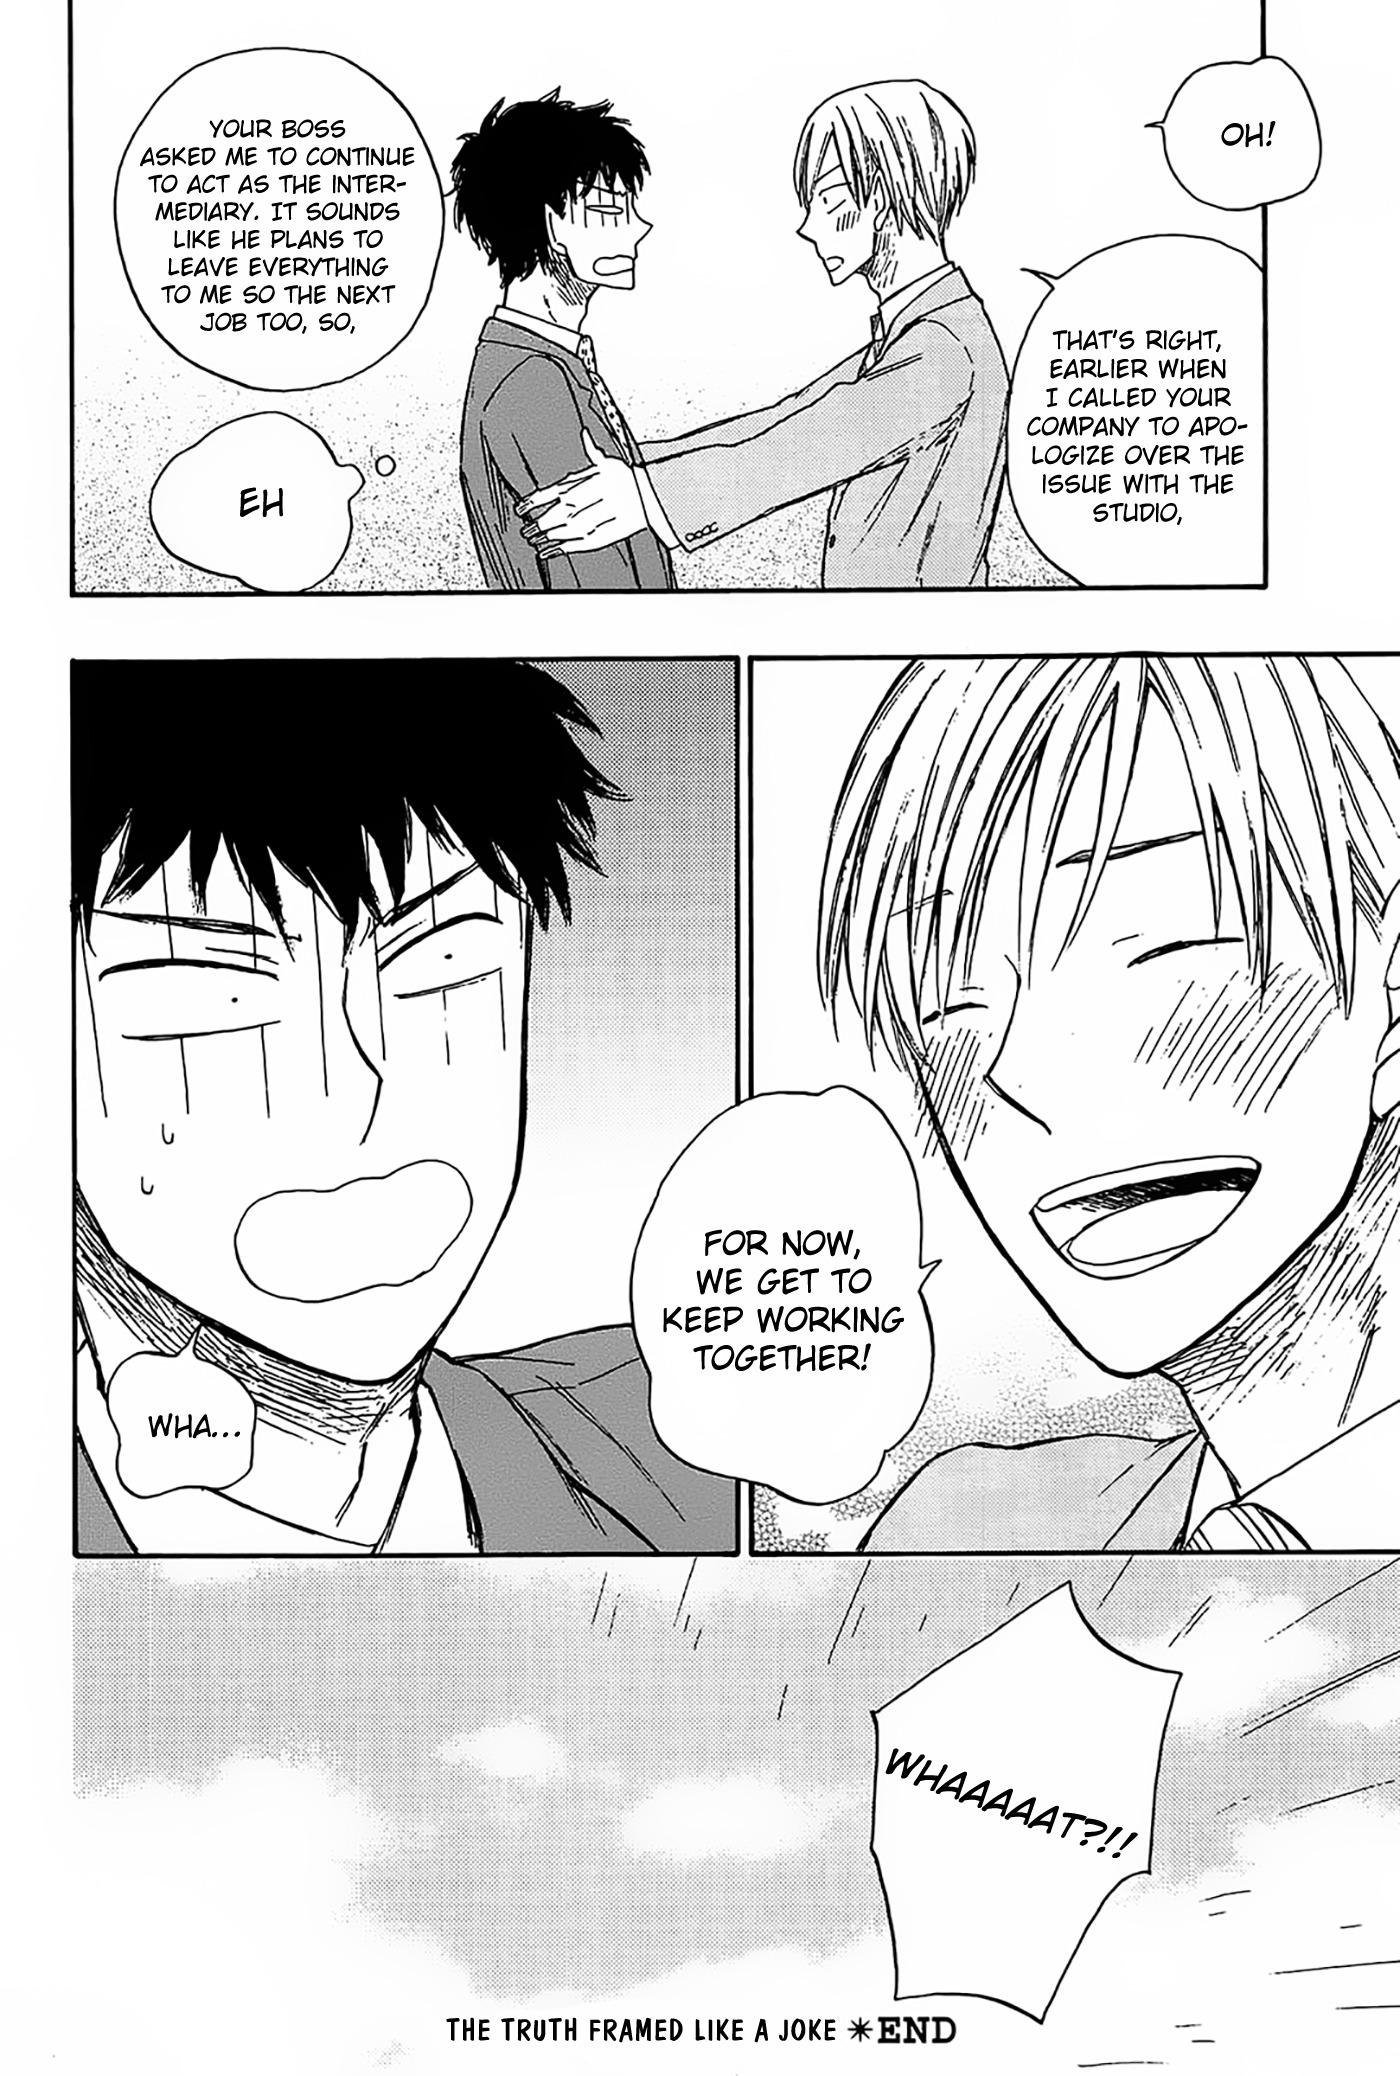 OH!
THAT'S RIGHT,
EARLIER WHEN
I CALLED YOUR
COMPANY TO APO-
LOGIZE OVER THE
ISSUE WITH THE
STUDIO,
YOUR BOSS
ASKED ME TO CONTINUE
TO ACT AS THE INTER-
MEDIARY. IT SOUNDS
LIKE HE PLANS TO
LEAVE EVERYTHING
TO ME SO THE NEXT
JOB TOO, SO,
EH
FOR NOW,
WE GET TO
KEEP WORKING
TOGETHER!
WHA...
WHAAAAAT?!!
THE TRUTH FRAMED LIKE A JOKE ✴END